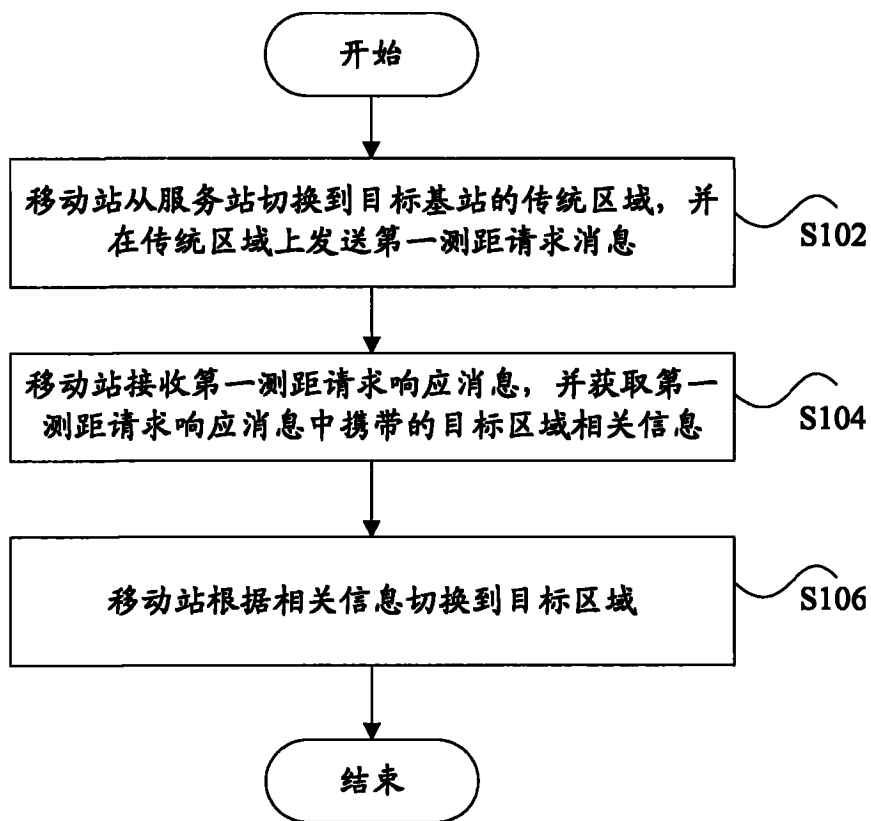 开始
移动站从服务站切换到目标基站的传统区域，并
在传统区域上发送第一测距请求消息
S102
移动站接收第一测距请求响应消息，并获取第一
测距请求响应消息中携带的目标区域相关信息
S104
移动站根据相关信息切换到目标区域
S106
结束